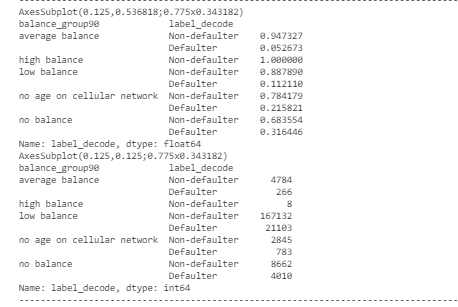 ------------------------------------------------------------------------
AxesSubplot(0.125,0.536818;0.775x0.343182)
balance_group90 label_decode
average balance Non-defaulter 0.947327
Defaulter 0.052673
high balance Non-defaulter 1.000000
low balance Non-defaulter 0.887890
Defaulter 0.112110
no age on cellular network Non-defaulter 0.784179
Defaulter 0.215821
no balance Non-defaulter 0.683554
Defaulter 0.316446
Name: label_decode, dtype: float64
AxesSubplot(0.125,0.125;0.775x0.343182)
balance_group90 label_decode
average balance Non-defaulter 4784
Defaulter 266
high balance Non-defaulter 8
low balance Non-defaulter 167132
Defaulter 21103
no age on cellular network Non-defaulter 2845
Defaulter 783
no balance Non-defaulter 8662
Defaulter 4010
Name: label_decode, dtype: int64
------------------------------------------------------------------------